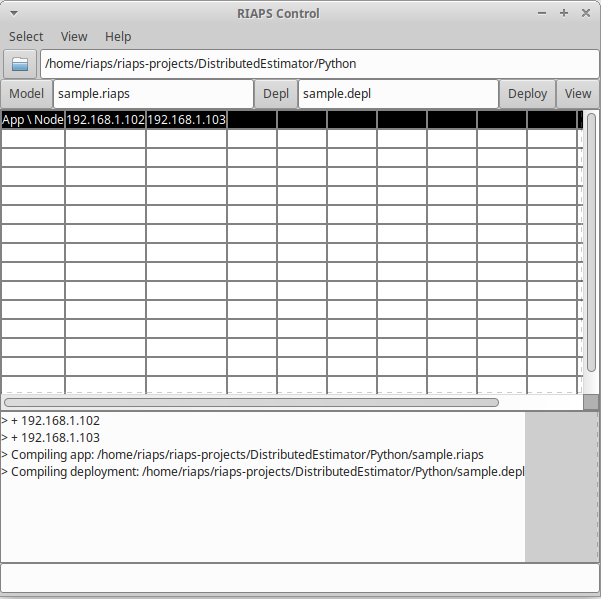 RIAPS Control
Select View Help
/home/riaps/riaps-projects/DistributedEstimator/Python
Model sample.riaps Depl sample.depl Deploy View
App \ Node 192.168.1.102 192.168.1.103
> + 192.168.1.102
> + 192.168.1.103
> Compiling app: /home/riaps/riaps-projects/DistributedEstimator/Python/sample.riaps
> Compiling deployment: /home/riaps/riaps-projects/DistributedEstimator/Python/sample.depl